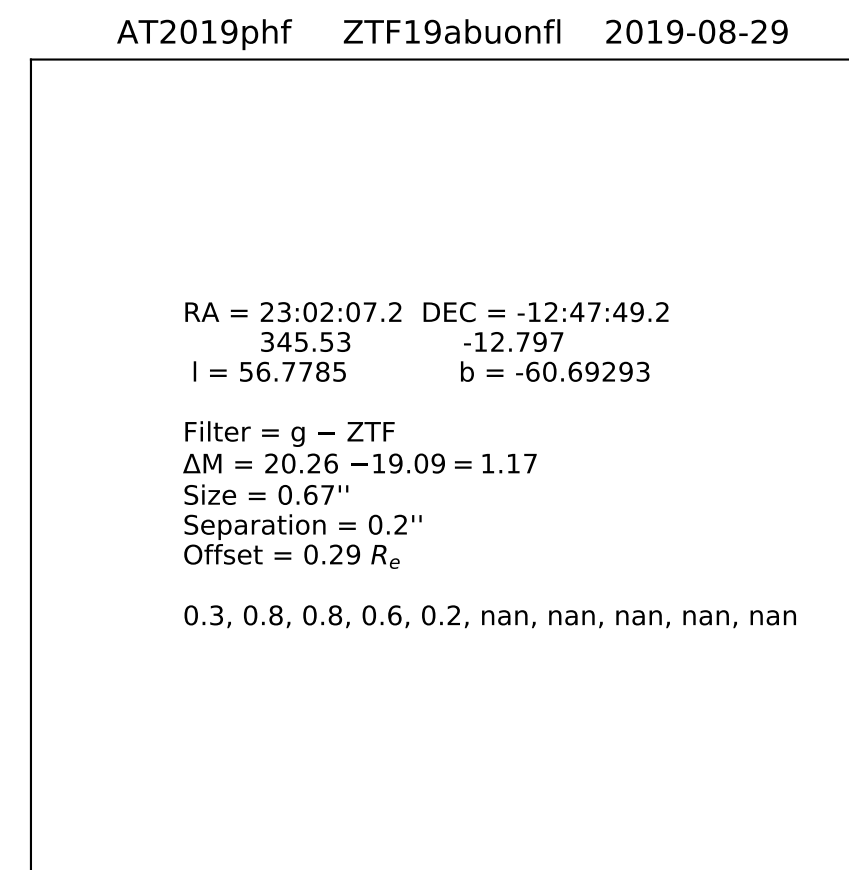 AT2019phf ZTF19abuonfl 2019-08-29
RA = 23:02:07.2 DEC = -12:47:49.2
345.53 -12.797
l = 56.7785 b = -60.69293
Filter = g − ZTF
ΔM = 20.26 −19.09 = 1.17
Size = 0.67''
Separation = 0.2''
Offset = 0.29 Re
0.3, 0.8, 0.8, 0.6, 0.2, nan, nan, nan, nan, nan